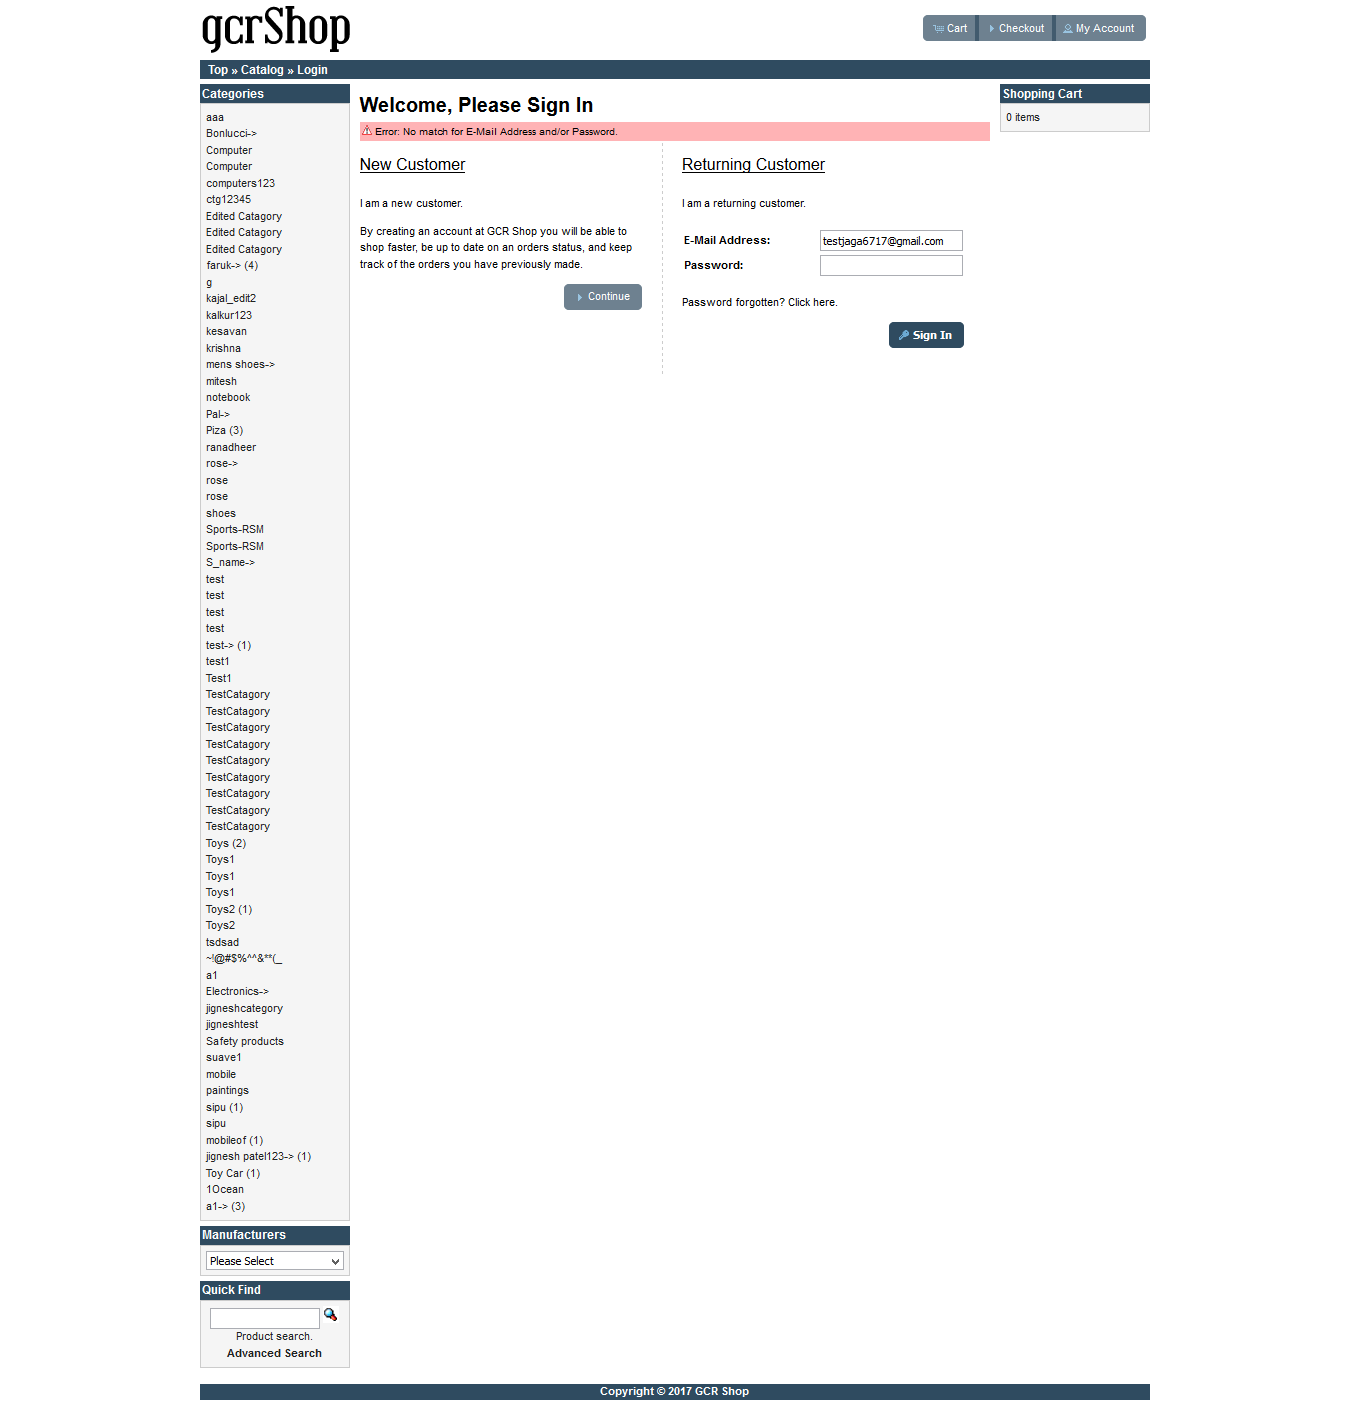 gcrShop
Cart Checkout My Account
Top » Catalog » Login
Categories
aaa
Bonlucci->
Computer
Computer
computers123
ctg12345
Edited Catagory
Edited Catagory
Edited Catagory
faruk-> (4)
g
kajal_edit2
kalkur123
kesavan
krishna
mens shoes->
mitesh
notebook
Pal->
Piza (3)
ranadheer
rose->
rose
rose
shoes
Sports-RSM
Sports-RSM
S_name->
test
test
test
test
test-> (1)
test1
Test1
TestCatagory
TestCatagory
TestCatagory
TestCatagory
TestCatagory
TestCatagory
TestCatagory
TestCatagory
TestCatagory
Toys (2)
Toys1
Toys1
Toys1
Toys2 (1)
Toys2
tsdsad
~!@#$%^^&**(_
a1
Electronics->
jigneshcategory
jigneshtest
Safety products
suave1
mobile
paintings
sipu (1)
sipu
mobileof (1)
jignesh patel123-> (1)
Toy Car (1)
1Ocean
a1-> (3)
Manufacturers
Please Select
Quick Find
Product search.
Advanced Search
Welcome, Please Sign In
Error: No match for E-Mail Address and/or Password.
New Customer
I am a new customer.
By creating an account at GCR Shop you will be able to
shop faster, be up to date on an orders status, and keep
track of the orders you have previously made.
Continue
Returning Customer
I am a returning customer.
E-Mail Address: testjaga6717@gmail.com
Password:
Password forgotten? Click here.
Sign In
Shopping Cart
0 items
Copyright © 2017 GCR Shop